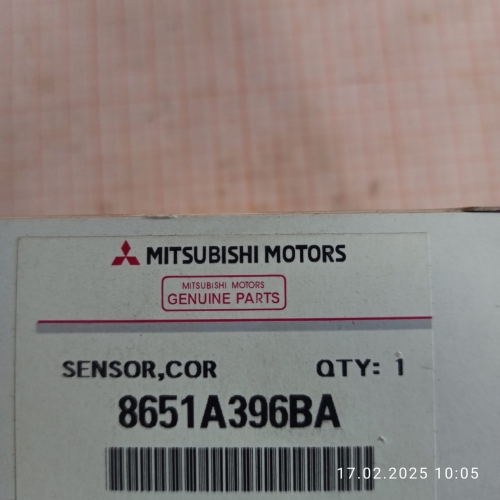 MITSUBISHI MOTORS
MITSUBISHI MOTORS
GENUINE PARTS
SENSOR,COR QTY: 1
8651A396BA
17.02.2025 10:05